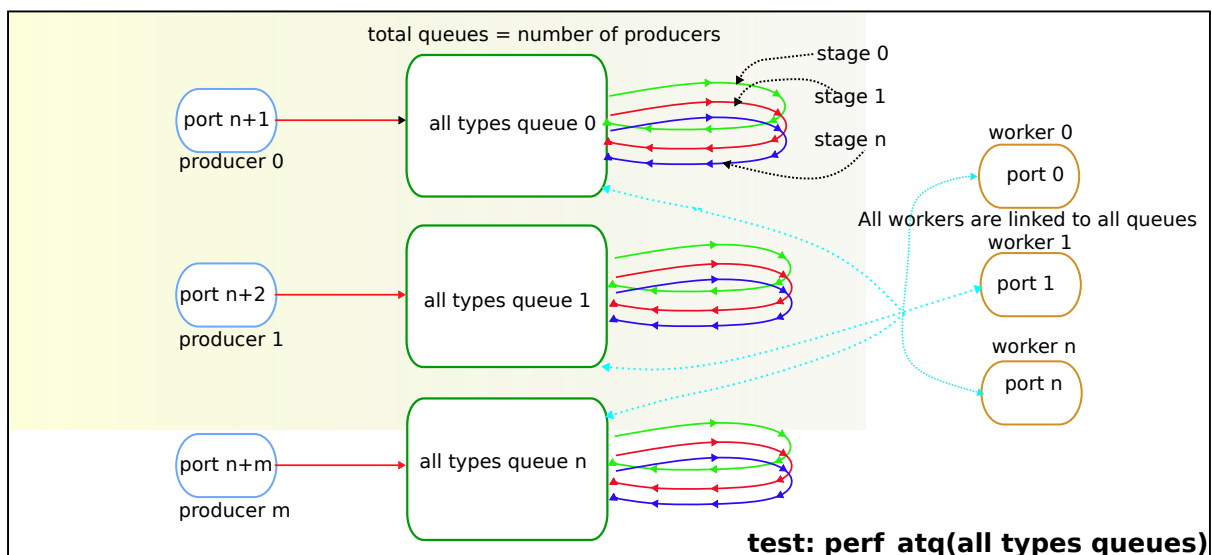 total queues = number of producers
stage 0
stage 1
stage n
port n+1
producer 0
all types queue 0
worker 0
port 0
All workers are linked to all queues
worker 1
port 1
port n+2
producer 1
all types queue 1
worker n
port n
port n+m
producer m
all types queue n
test: perf_atq(all types queues)